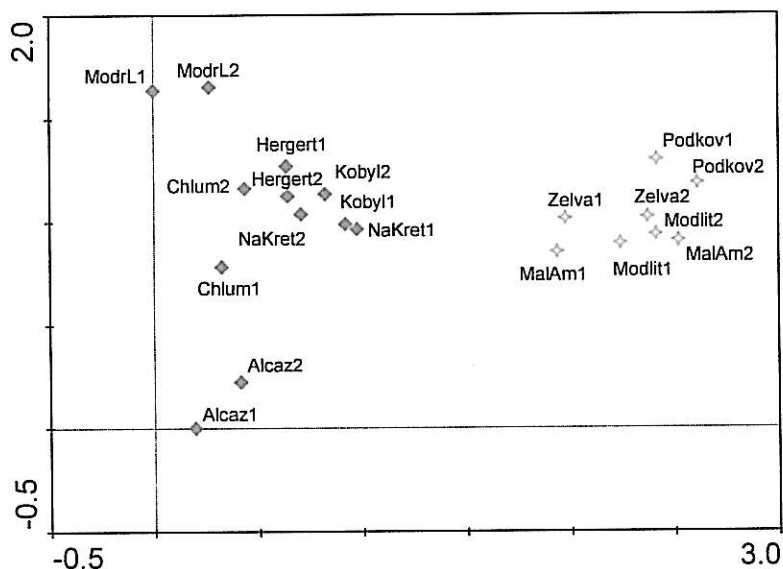 2.0
ModrL1
ModrL2
Hergert1
Podkov1
Chlum2
Hergert2
Kobyl2
Podkov2
Kobyl1
Zelva1
Zelva2
NaKret2
NaKret1
Modlit2
MalAm1
Modlit1
MalAm2
Chlum1
Alcaz2
Alcaz1
-0.5
-0.5
3.0